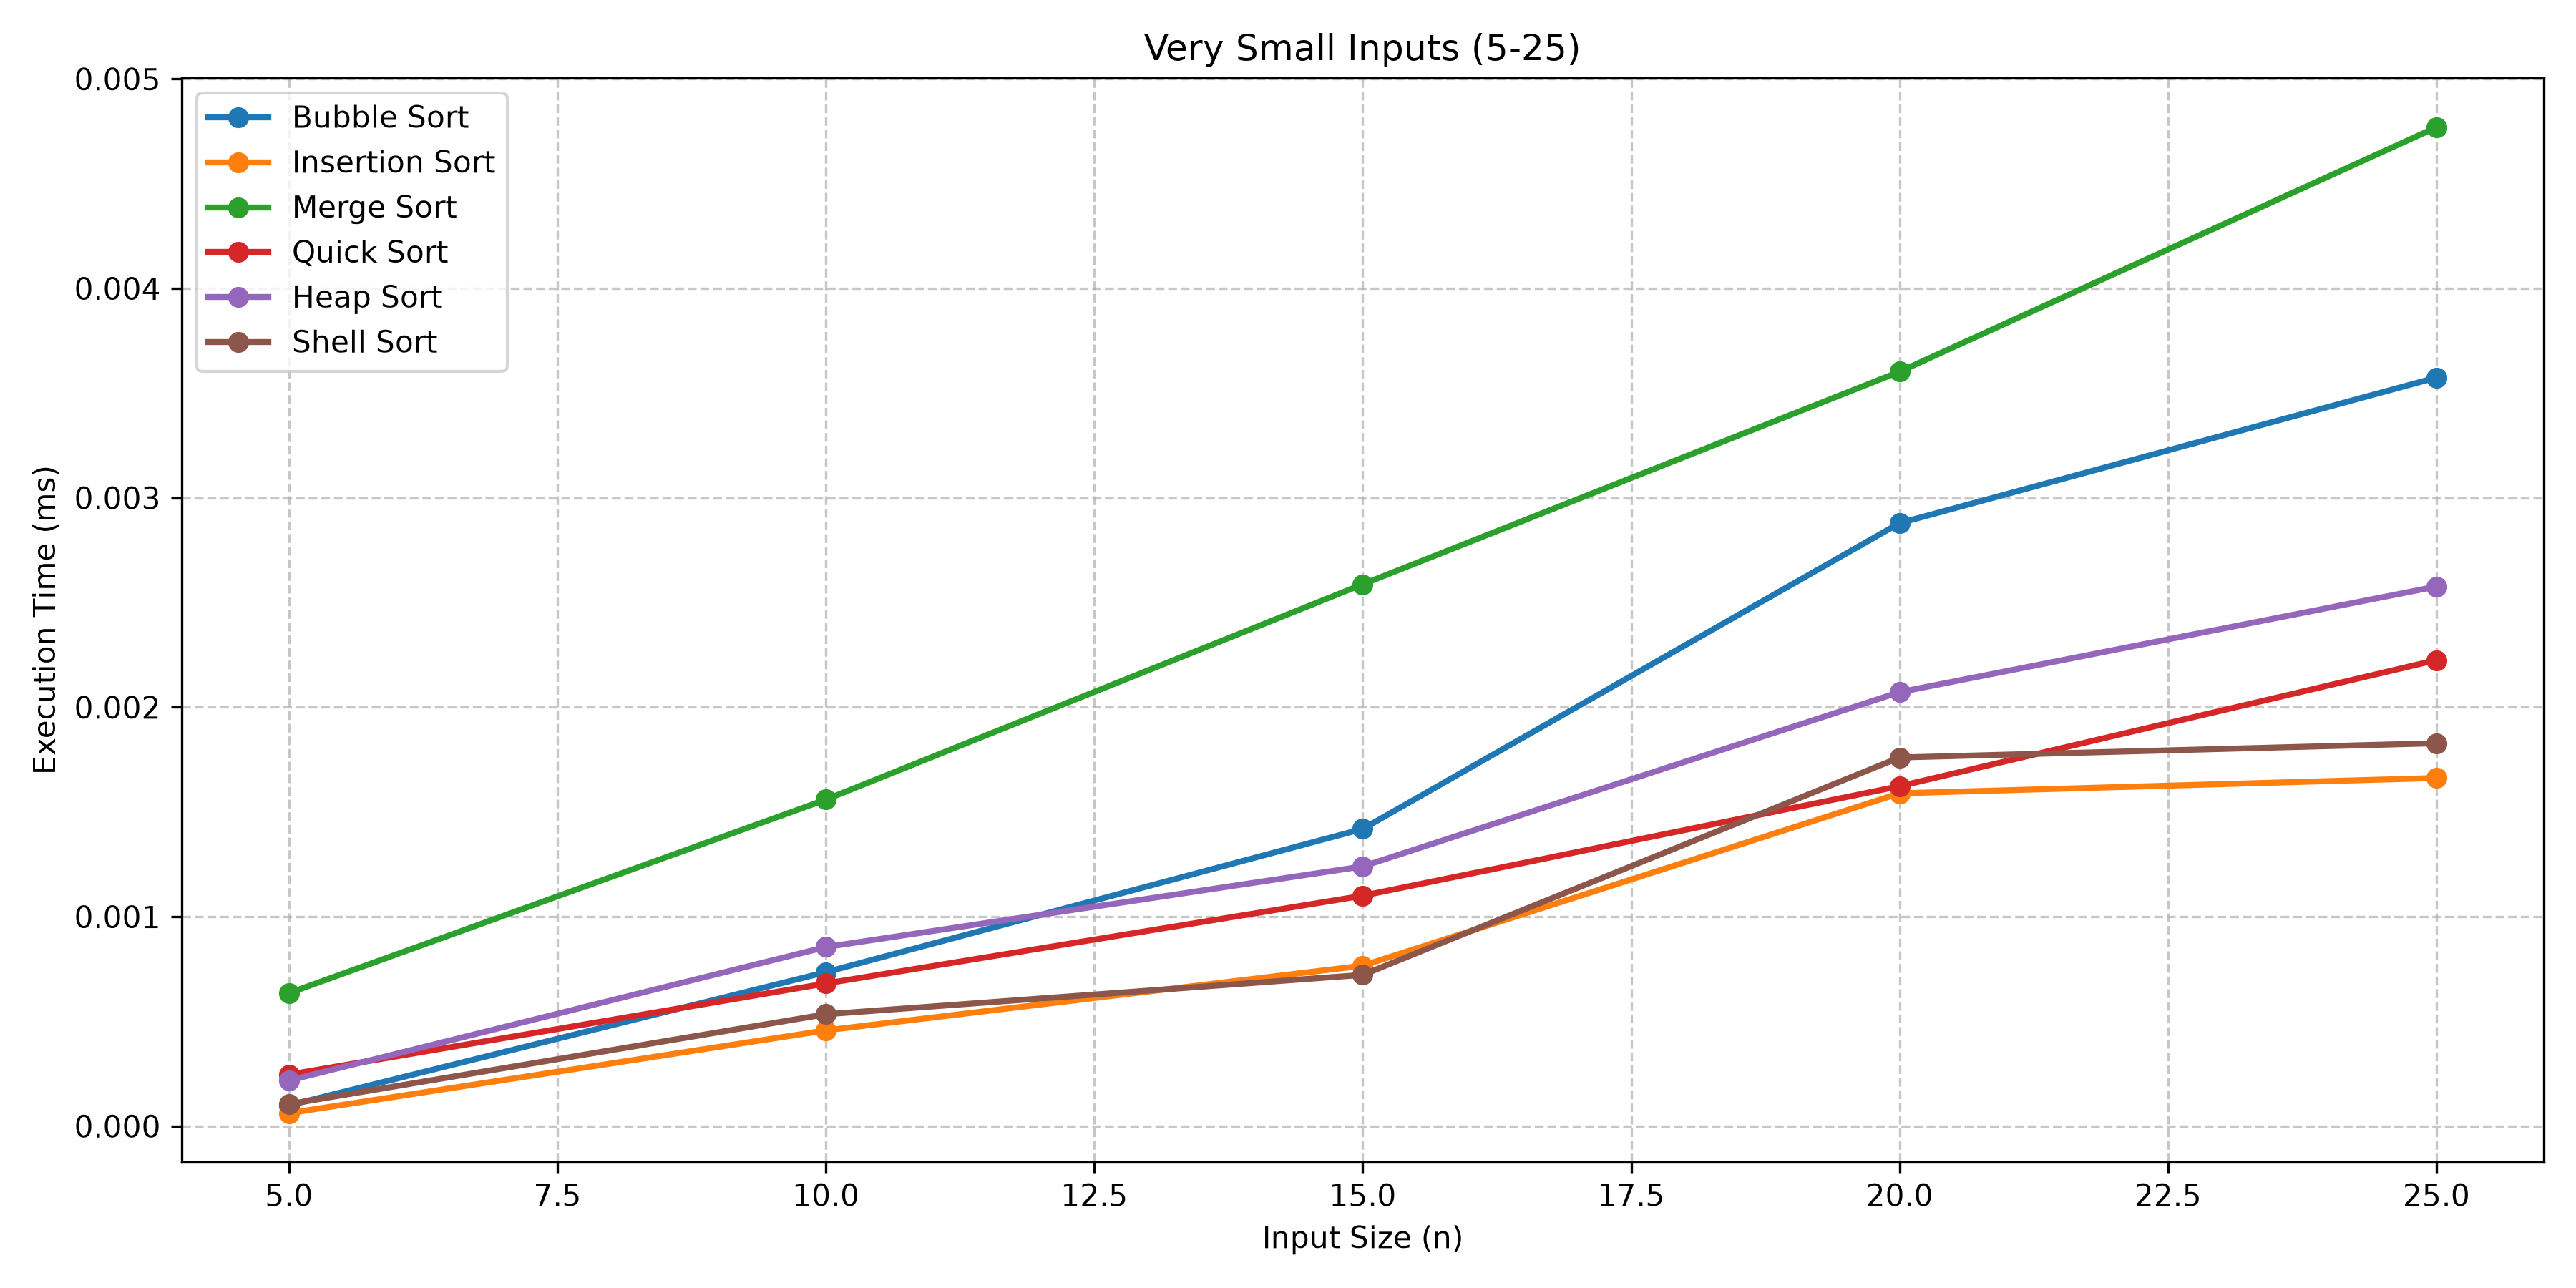 Very Small Inputs (5-25)
0.005
0.004
0.003
0.002
0.001
0.000
Execution Time (ms)
Bubble Sort
Insertion Sort
Merge Sort
Quick Sort
Heap Sort
Shell Sort
5.0 7.5 10.0 12.5 15.0 17.5 20.0 22.5 25.0
Input Size (n)